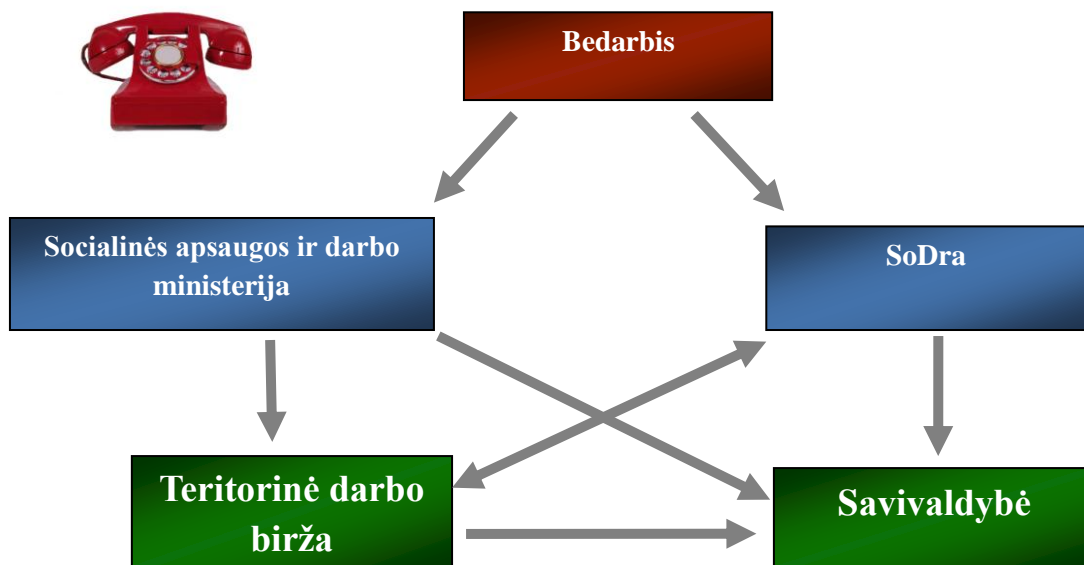 Bedarbis
Socialinės apsaugos ir darbo
ministerija
SoDra
Teritorinė darbo
birža
Savivaldybė